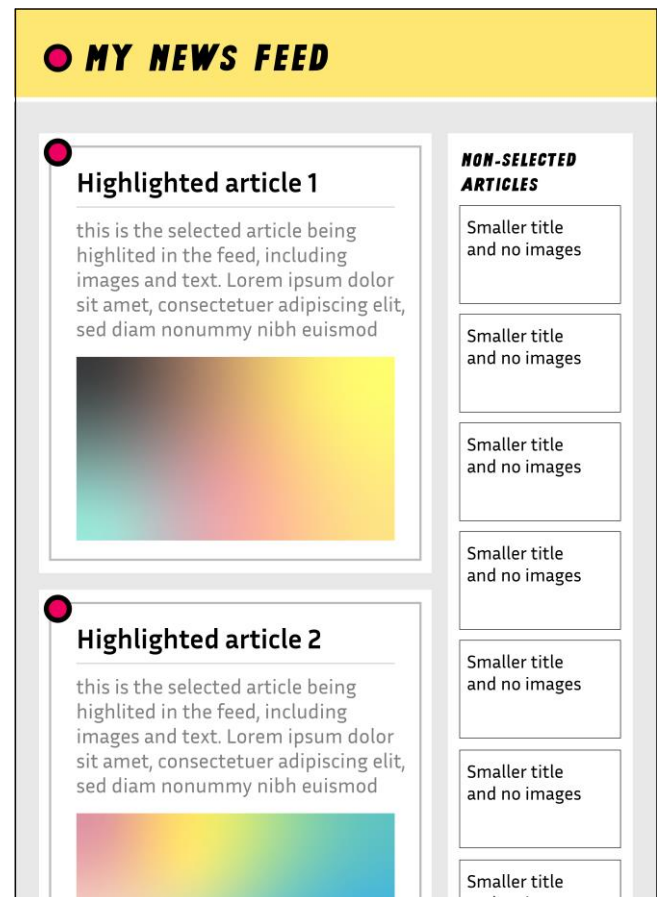 MY NEWS FEED
Highlighted article 1
this is the selected article being
highlited in the feed, including
images and text. Lorem ipsum dolor
sit amet, consectetuer adipiscing elit,
sed diam nonummy nibh euismod
Highlighted article 2
this is the selected article being
highlited in the feed, including
images and text. Lorem ipsum dolor
sit amet, consectetuer adipiscing elit,
sed diam nonummy nibh euismod
NON-SELECTED
ARTICLES
Smaller title
and no images
Smaller title
and no images
Smaller title
and no images
Smaller title
and no images
Smaller title
and no images
Smaller title
and no images
Smaller title